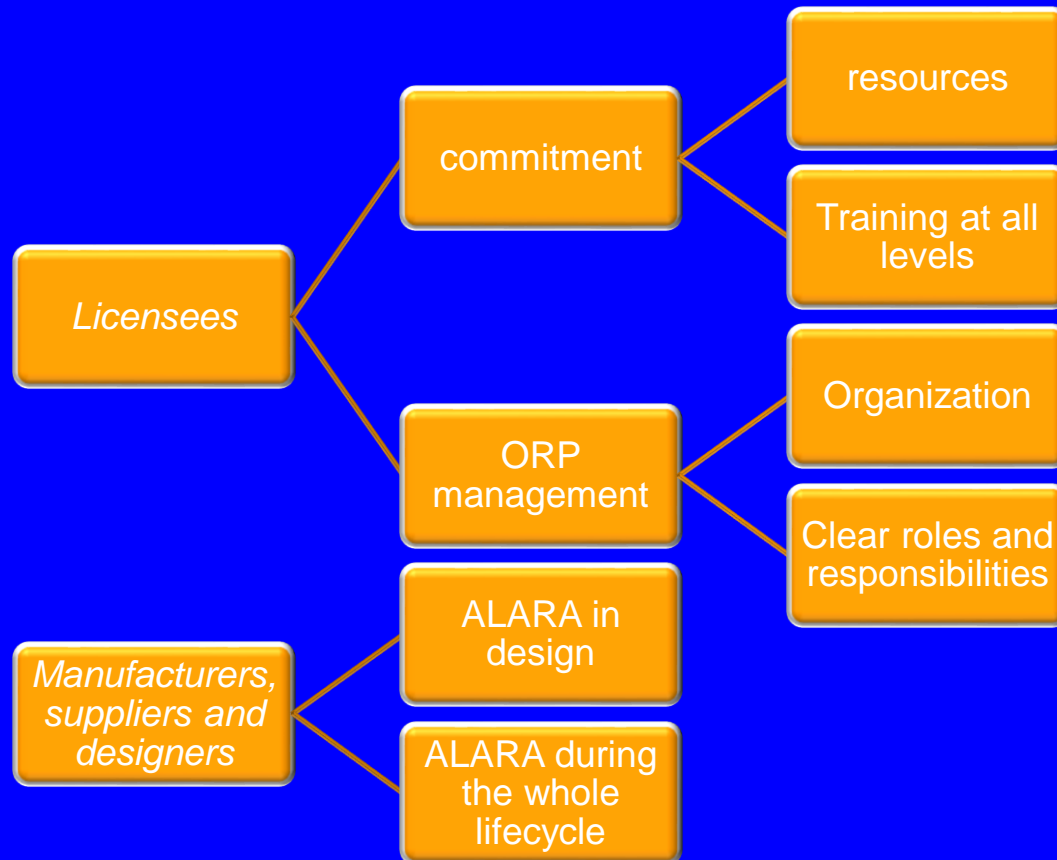 Licensees
commitment
resources
Training at all
levels
ORP
management
Organization
Clear roles and
responsibilities
Manufacturers,
suppliers and
designers
ALARA in
design
ALARA during
the whole
lifecycle